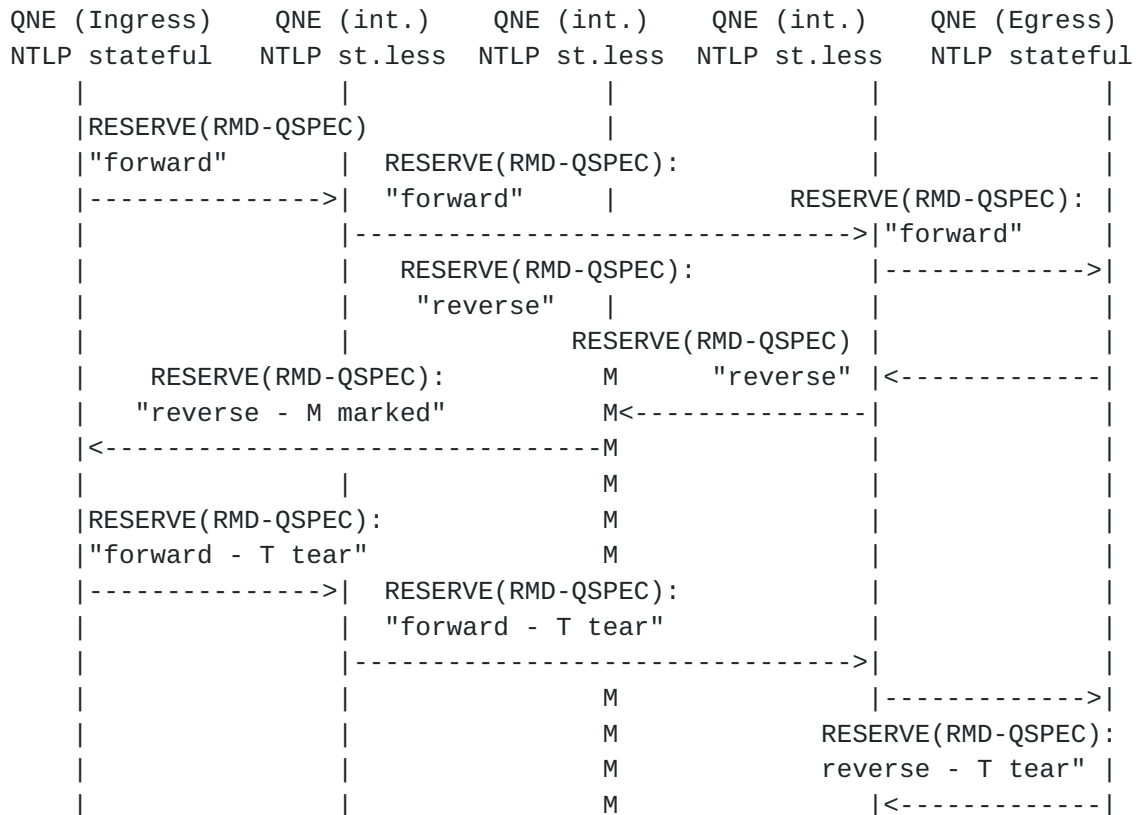 QNE (Ingress)    QNE (int.)    QNE (int.)    QNE (int.)    QNE (Egress)
NTLP stateful   NTLP st.less  NTLP st.less  NTLP st.less   NTLP stateful
    |                |                |                |              |
    |RESERVE(RMD-QSPEC)               |                |              |
    |"forward"       |  RESERVE(RMD-QSPEC):            |              |
    |--------------->|  "forward"     |           RESERVE(RMD-QSPEC): |
    |                |-------------------------------->|"forward"     |
    |                |   RESERVE(RMD-QSPEC):           |------------->|
    |                |    "reverse"   |                |              |
    |                |              RESERVE(RMD-QSPEC) |              |
    |    RESERVE(RMD-QSPEC):          M      "reverse" |<-------------|
    |   "reverse - M marked"          M<---------------|              |
    |<--------------------------------M                |              |
    |                |                M                |              |
    |RESERVE(RMD-QSPEC):              M                |              |
    |"forward - T tear"               M                |              |
    |--------------->|  RESERVE(RMD-QSPEC):            |              |
    |                |  "forward - T tear"             |              |
    |                |-------------------------------->|              |
    |                |                M                |------------->|
    |                |                M             RESERVE(RMD-QSPEC):
    |                |                M             reverse - T tear" |
    |                |                M                |<-------------|